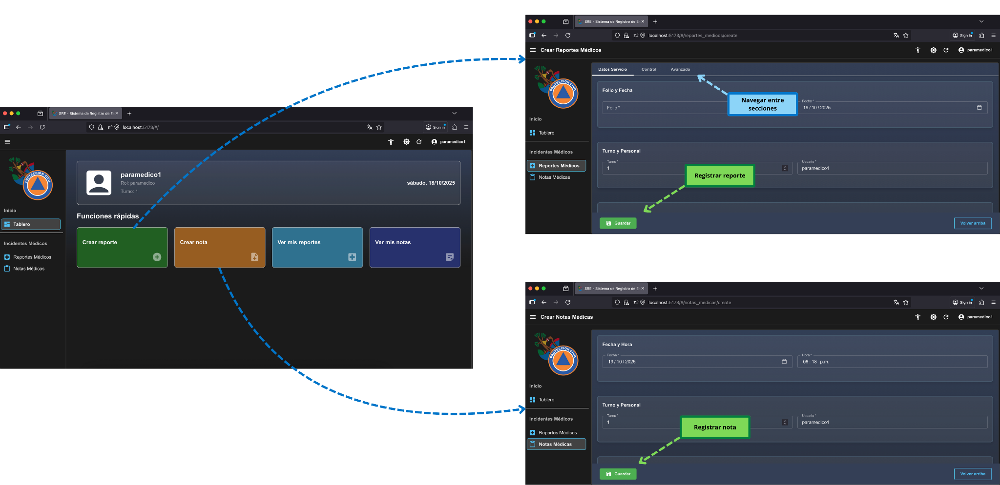 SRE - Sistema de Registro de Er
localhost:5173/#/
Sign in
paramedico1
PROTECCIÓN CIVIL
Inicio
Tablero
Incidentes Médicos
Reportes Médicos
Notas Médicas
paramedico1
Rol: paramedico
Turno: 1
sábado, 18/10/2025
Funciones rápidas
Crear reporte
Crear nota
Ver mis reportes
Ver mis notas
SRE - Sistema de Registro de Er
localhost:5173/#/reportes_medicos/create
Sign in
Crear Reportes Médicos
paramedico1
PROTECCIÓN CIVIL
Inicio
Tablero
Incidentes Médicos
Reportes Médicos
Notas Médicas
Datos Servicio
Control
Avanzado
Navegar entre
secciones
Folio y Fecha
Folio *
Fecha *
19 / 10 / 2025
Turno y Personal
Turno *
1
Usuario *
paramedico1
Registrar reporte
Guardar
Volver arriba
SRE - Sistema de Registro de Er
localhost:5173/#/notas_medicas/create
Sign in
Crear Notas Médicas
paramedico1
PROTECCIÓN CIVIL
Inicio
Tablero
Incidentes Médicos
Reportes Médicos
Notas Médicas
Fecha y Hora
Fecha *
19 / 10 / 2025
Hora *
08 : 18 p.m.
Turno y Personal
Turno *
1
Usuario *
paramedico1
Registrar nota
Guardar
Volver arriba